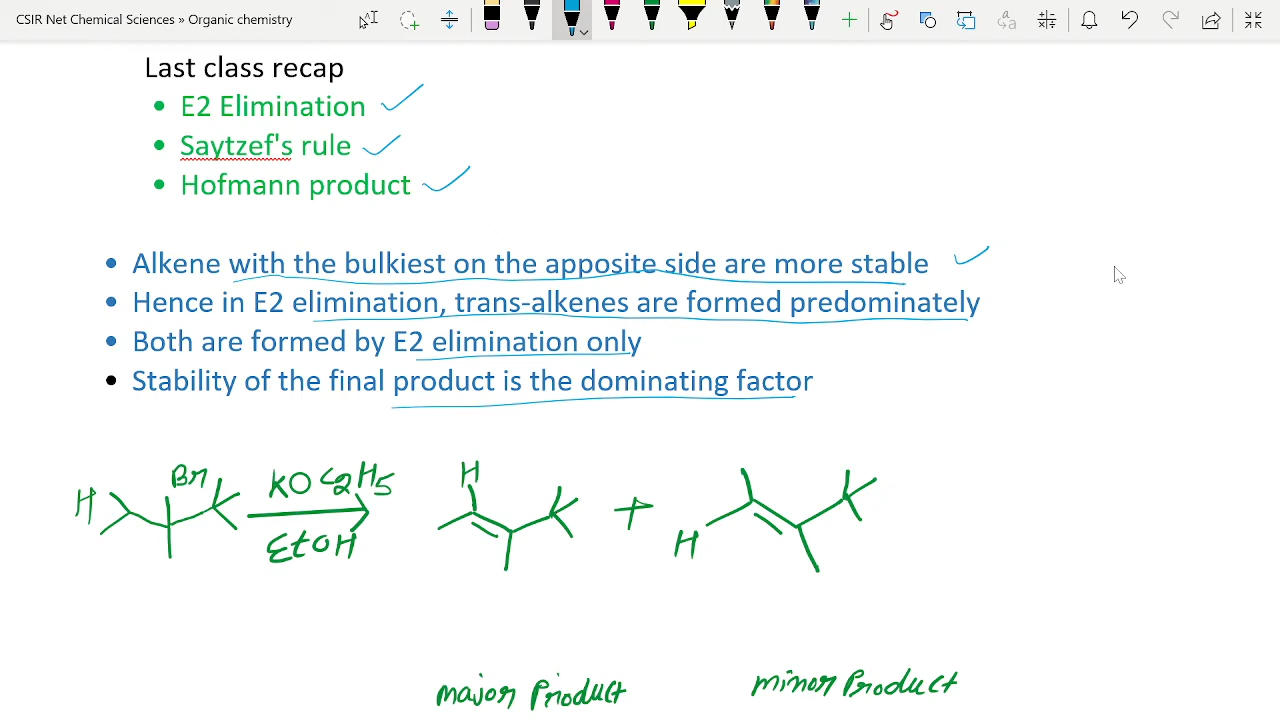 CSIR Net Chemical Sciences » Organic chemistry
Last class recap
• E2 Elimination
• Saytzef's rule
• Hofmann product
• Alkene with the bulkiest on the apposite side are more stable
• Hence in E2 elimination, trans-alkenes are formed predominately
• Both are formed by E2 elimination only
• Stability of the final product is the dominating factor
H Br KOC2H5 H
+
EtOH H
major Product minor Product